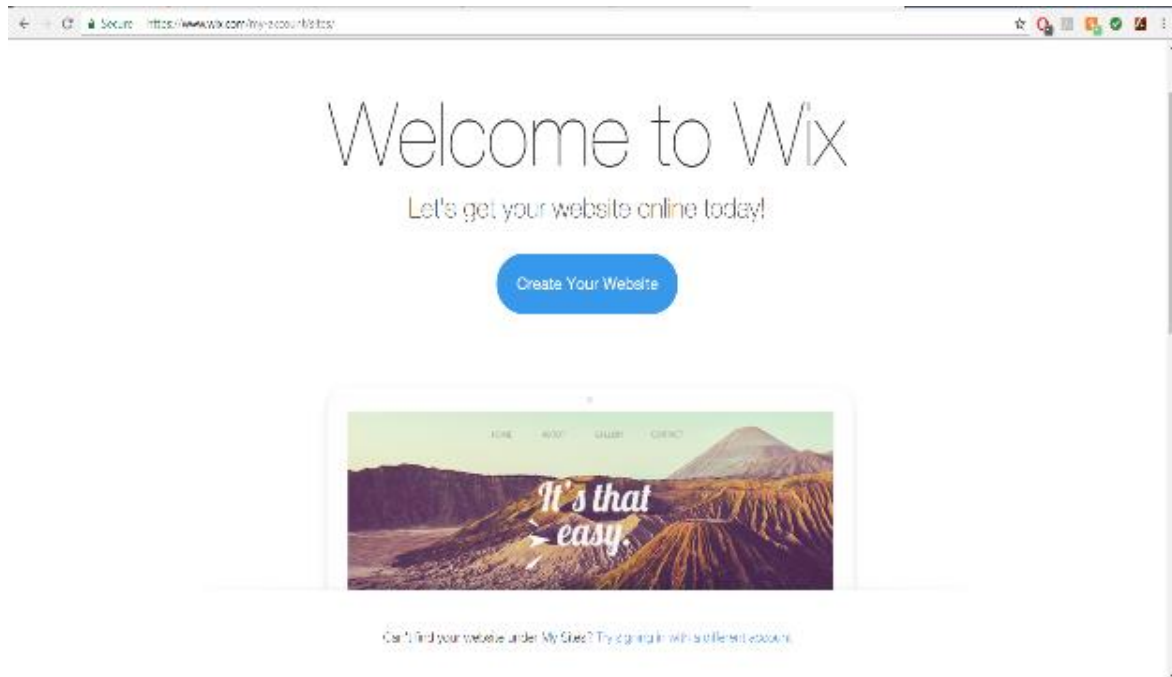 Secure https://www.wix.com/my-account/sites/
Welcome to Wix
Let's get your website online today!
Create Your Website
HOME ABOUT GALLERY CONTACT
It's that
easy.
Can't find your website under My Sites? Try signing in with a different account